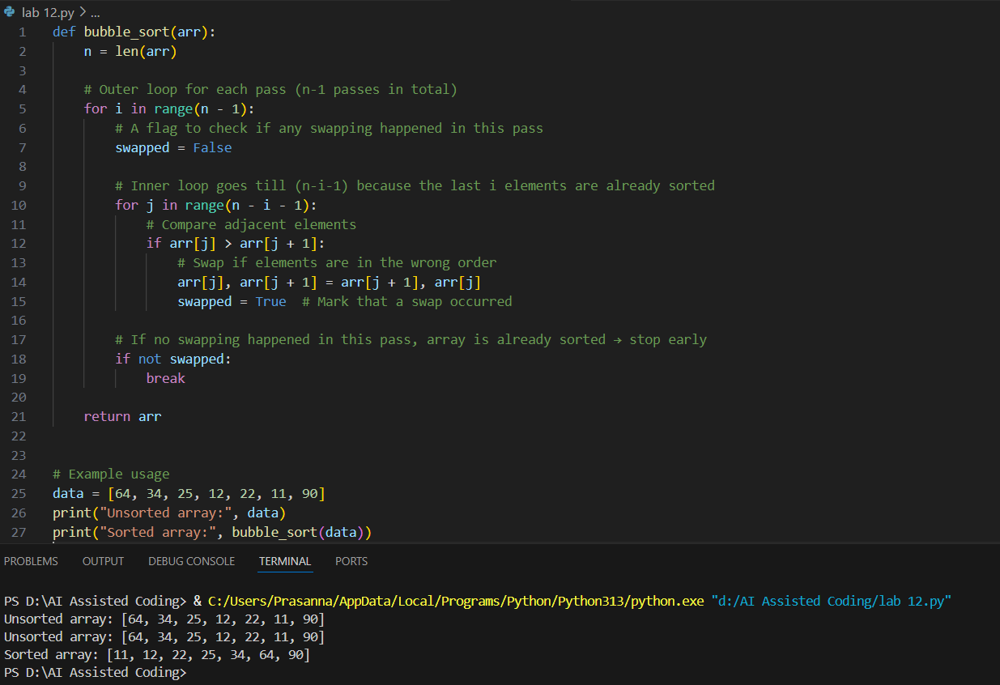 lab 12.py > ...
1 def bubble_sort(arr):
2     n = len(arr)
3
4     # Outer loop for each pass (n-1 passes in total)
5     for i in range(n - 1):
6         # A flag to check if any swapping happened in this pass
7         swapped = False
8
9         # Inner loop goes till (n-i-1) because the last i elements are already sorted
10         for j in range(n - i - 1):
11             # Compare adjacent elements
12             if arr[j] > arr[j + 1]:
13                 # Swap if elements are in the wrong order
14                 arr[j], arr[j + 1] = arr[j + 1], arr[j]
15                 swapped = True  # Mark that a swap occurred
16
17         # If no swapping happened in this pass, array is already sorted → stop early
18         if not swapped:
19             break
20
21     return arr
22
23
24 # Example usage
25 data = [64, 34, 25, 12, 22, 11, 90]
26 print("Unsorted array:", data)
27 print("Sorted array:", bubble_sort(data))
PROBLEMS OUTPUT DEBUG CONSOLE TERMINAL PORTS
PS D:\AI Assisted Coding> & C:/Users/Prasanna/AppData/Local/Programs/Python/Python313/python.exe "d:/AI Assisted Coding/lab 12.py"
Unsorted array: [64, 34, 25, 12, 22, 11, 90]
Unsorted array: [64, 34, 25, 12, 22, 11, 90]
Sorted array: [11, 12, 22, 25, 34, 64, 90]
PS D:\AI Assisted Coding>